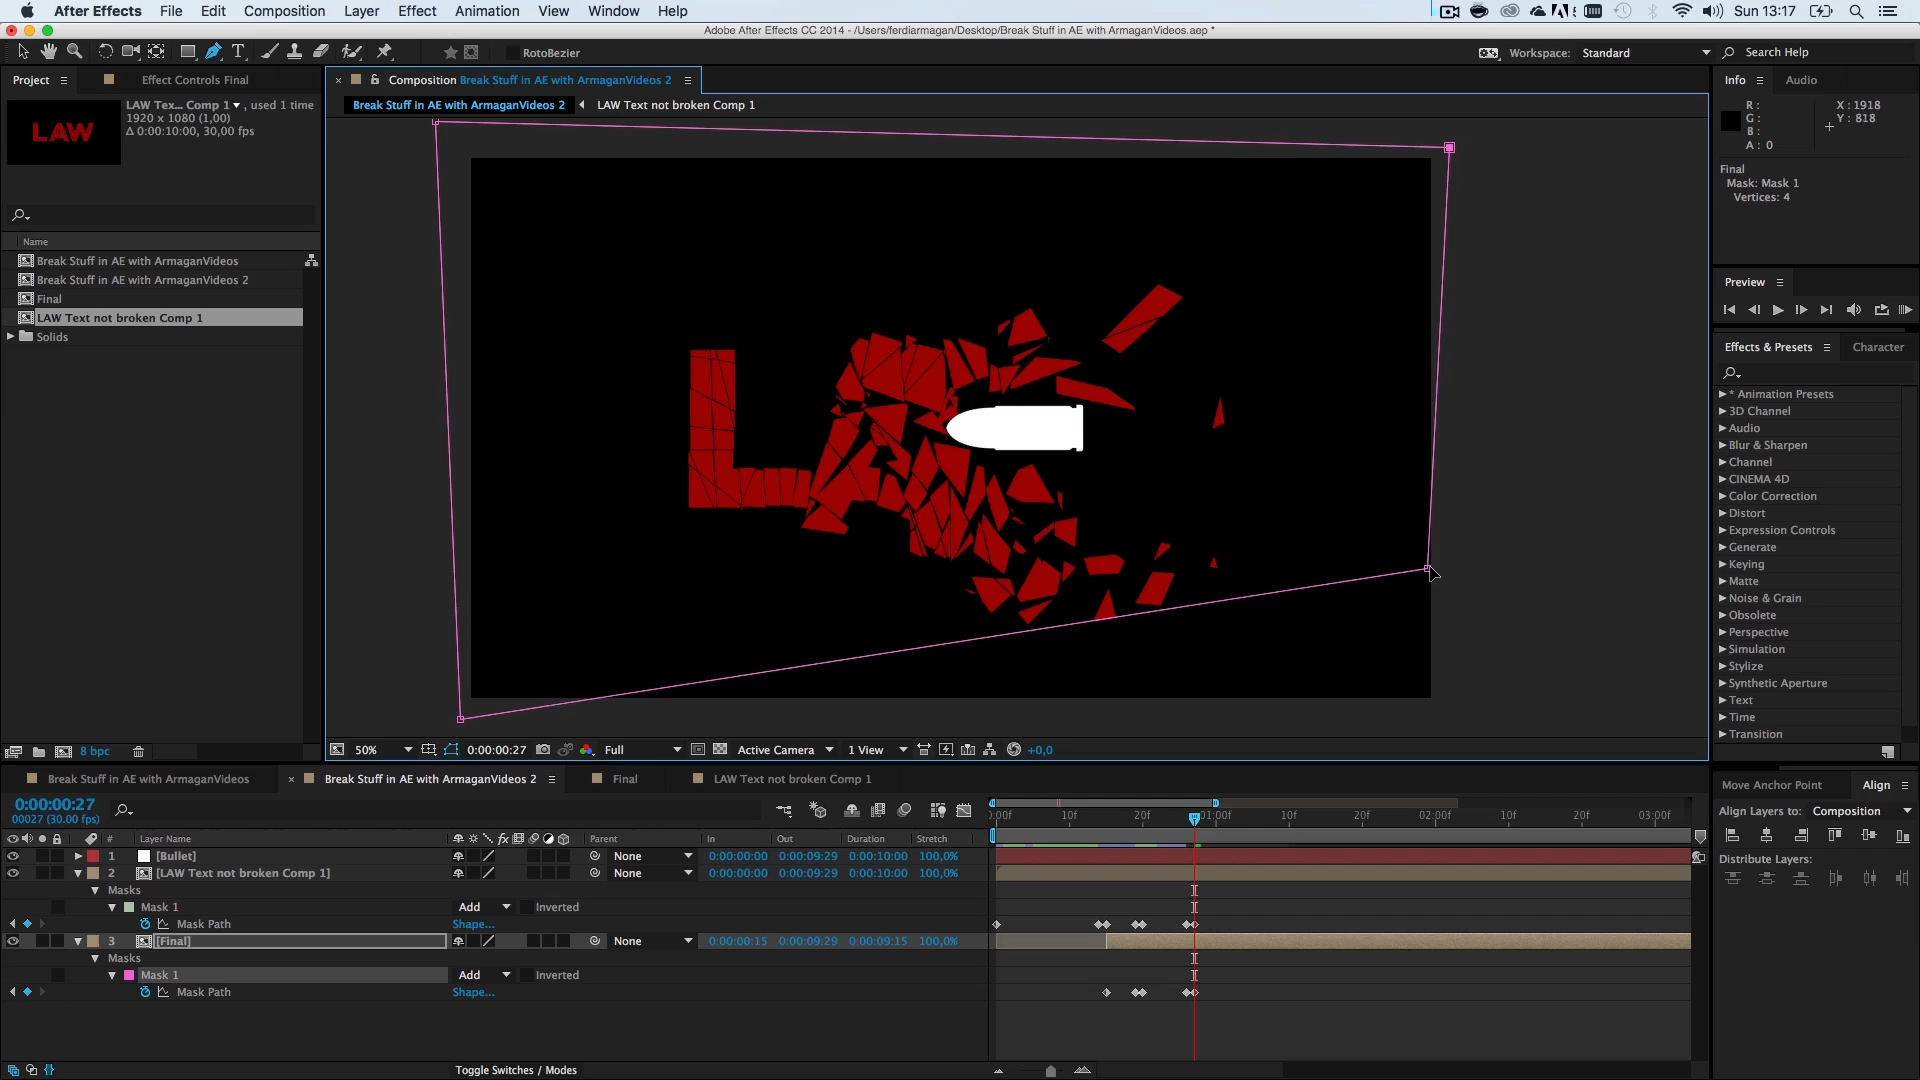 After Effects File Edit Composition Layer Effect Animation View Window Help Sun 13:17
Adobe After Effects CC 2014 - /Users/ferdiarmagan/Desktop/Break Stuff in AE with ArmaganVideos.aep *
T RotoBezier Workspace: Standard Search Help
Project Effect Controls Final
LAW Tex... Comp 1▼, used 1 time
1920 x 1080 (1,00)
Δ 0:00:10:00, 30,00 fps
LAW
Name
Break Stuff in AE with ArmaganVideos
Break Stuff in AE with ArmaganVideos 2
Final
LAW Text not broken Comp 1
Solids
8 bpc
× Composition Break Stuff in AE with ArmaganVideos 2
Break Stuff in AE with ArmaganVideos 2 LAW Text not broken Comp 1
LA
50% 0:00:00:27 Full Active Camera 1 View +0,0
Info Audio
R : X : 1918
G : Y : 818
B :
A : 0
Final
Mask: Mask 1
Vertices: 4
Preview
Effects & Presets Character
* Animation Presets
3D Channel
Audio
Blur & Sharpen
Channel
CINEMA 4D
Color Correction
Distort
Expression Controls
Generate
Keying
Matte
Noise & Grain
Obsolete
Perspective
Simulation
Stylize
Synthetic Aperture
Text
Time
Transition
Move Anchor Point Align
Align Layers to: Composition
Distribute Layers:
Break Stuff in AE with ArmaganVideos × Break Stuff in AE with ArmaganVideos 2 Final LAW Text not broken Comp 1
0:00:00:27
00027 (30.00 fps)
:00f 10f 20f 01:00f 10f 20f 02:00f 10f 20f 03:00f
# Layer Name fx Parent In Out Duration Stretch
1 [Bullet] None 0:00:00:00 0:00:09:29 0:00:10:00 100,0%
2 [LAW Text not broken Comp 1] None 0:00:00:00 0:00:09:29 0:00:10:00 100,0%
Masks
Mask 1 Add Inverted
Mask Path Shape...
3 [Final] None 0:00:00:15 0:00:09:29 0:00:09:15 100,0%
Masks
Mask 1 Add Inverted
Mask Path Shape...
Toggle Switches / Modes